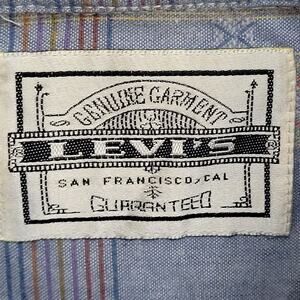 GENUINE GARMENT
LEVI'S
SAN FRANCISCO, CAL
GUARANTEED